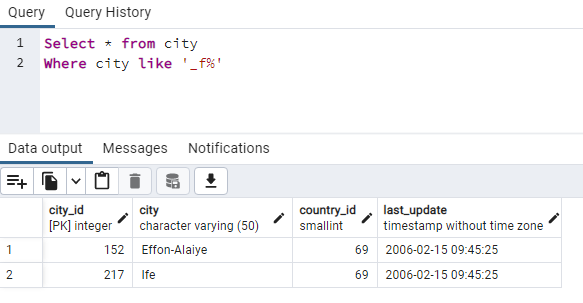 Query Query History
1 Select * from city
2 Where city like '_f%'
Data output Messages Notifications
city_id city country_id last_update
[PK] integer character varying (50) smallint timestamp without time zone
1 152 Effon-Alaiye 69 2006-02-15 09:45:25
2 217 Ife 69 2006-02-15 09:45:25